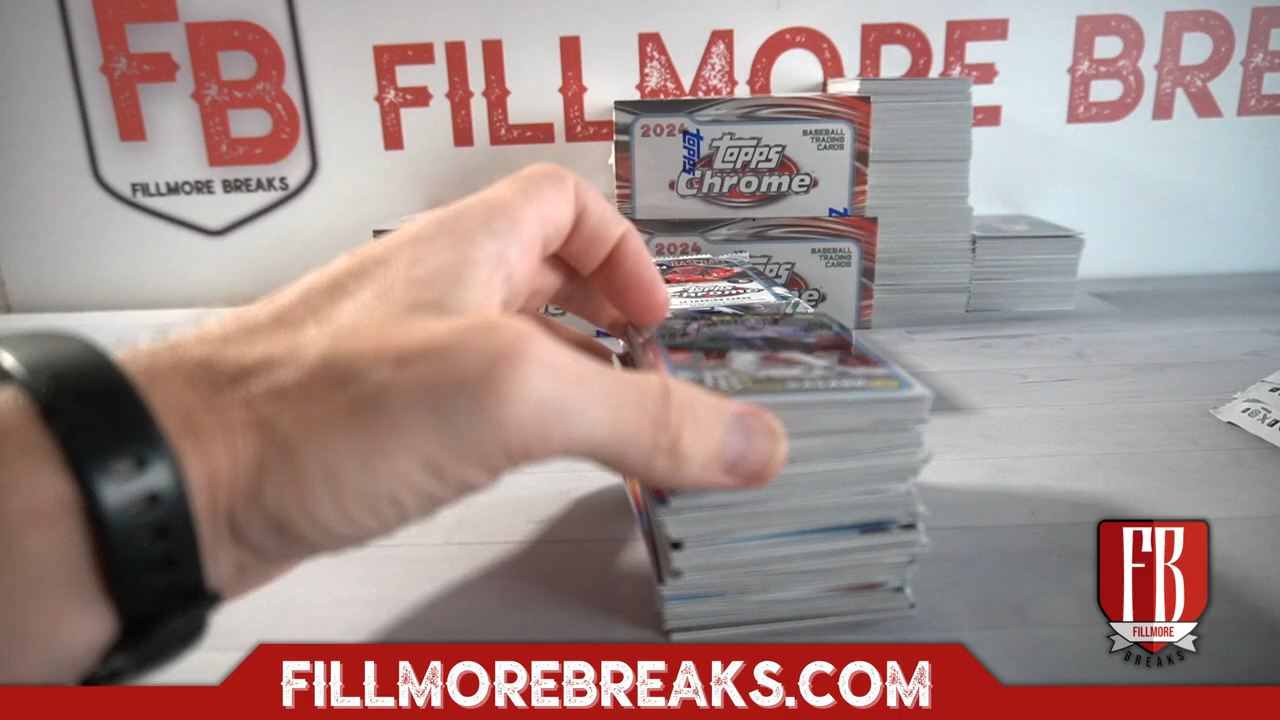 FB
FILLMORE BREAKS
FILLMORE BRE
2024
topps
Topps
Chrome
BASEBALL
TRADING
CARDS
2024
BASEBALL
TRADING
CARDS
FB
FILLMORE
BREAKS
FILLMOREBREAKS.COM